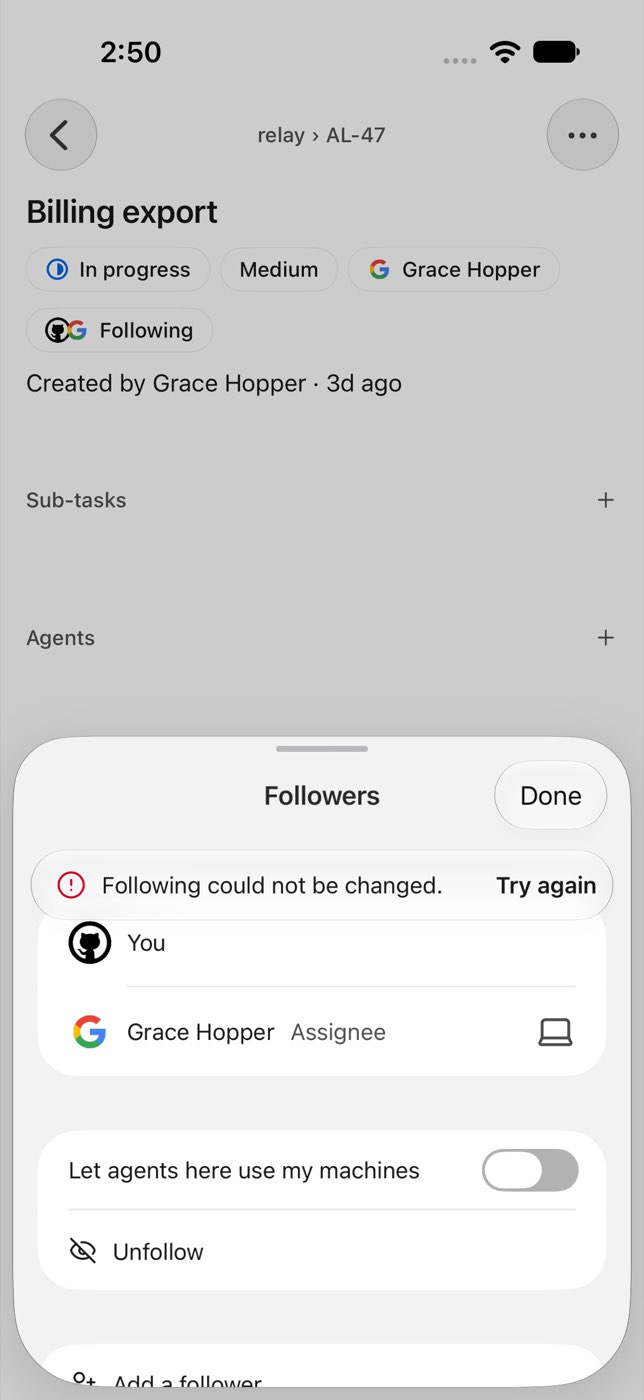 2:50
relay › AL-47
Billing export
In progress
Medium
Grace Hopper
Following
Created by Grace Hopper · 3d ago
Sub-tasks
Agents
Followers
Done
Following could not be changed.
Try again
You
Grace Hopper Assignee
Let agents here use my machines
Unfollow
Add a follower